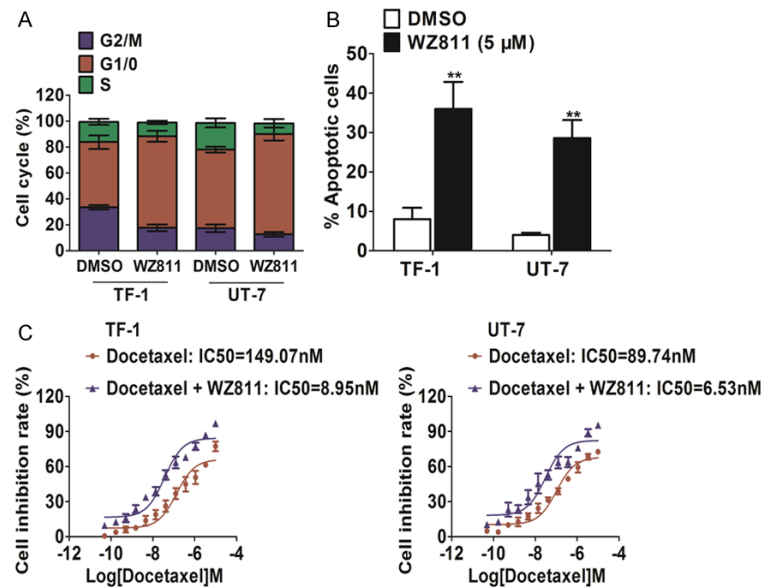 A
G2/M
G1/0
S
Cell cycle (%)
120
100
80
60
40
20
0
DMSO WZ811 DMSO WZ811
TF-1 UT-7
B
DMSO
WZ811 (5 µM)
% Apoptotic cells
50
40
30
20
10
0
**
**
TF-1 UT-7
C
TF-1
Docetaxel: IC50=149.07nM
Docetaxel + WZ811: IC50=8.95nM
Cell inhibition rate (%)
120
90
60
30
0
-12 -10 -8 -6 -4
Log[Docetaxel]M
UT-7
Docetaxel: IC50=89.74nM
Docetaxel + WZ811: IC50=6.53nM
Cell inhibition rate (%)
120
90
60
30
0
-12 -10 -8 -6 -4
Log[Docetaxel]M